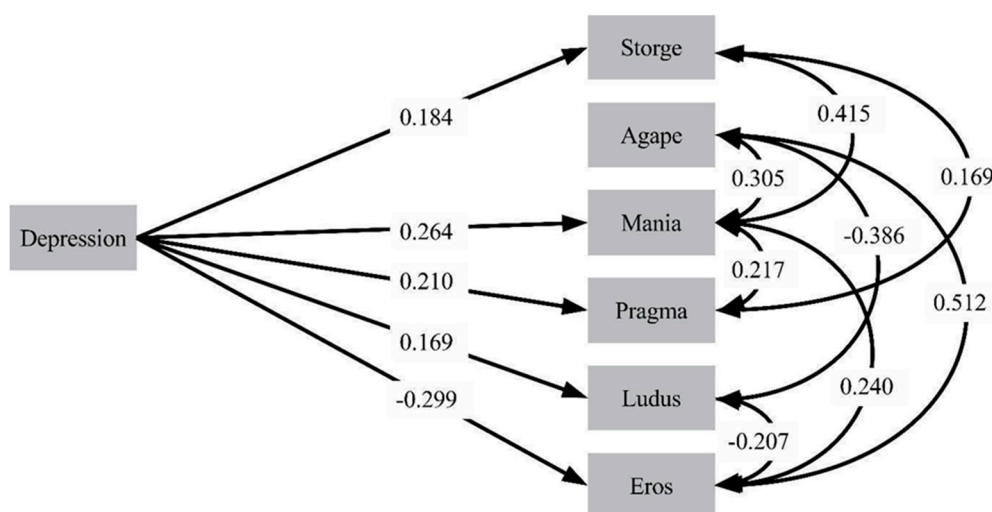 Storge
0.415
0.184
Agape
0.305
0.169
Depression
0.264
Mania
-0.386
0.210
0.217
Pragma
0.512
0.169
Ludus
0.240
-0.299
-0.207
Eros